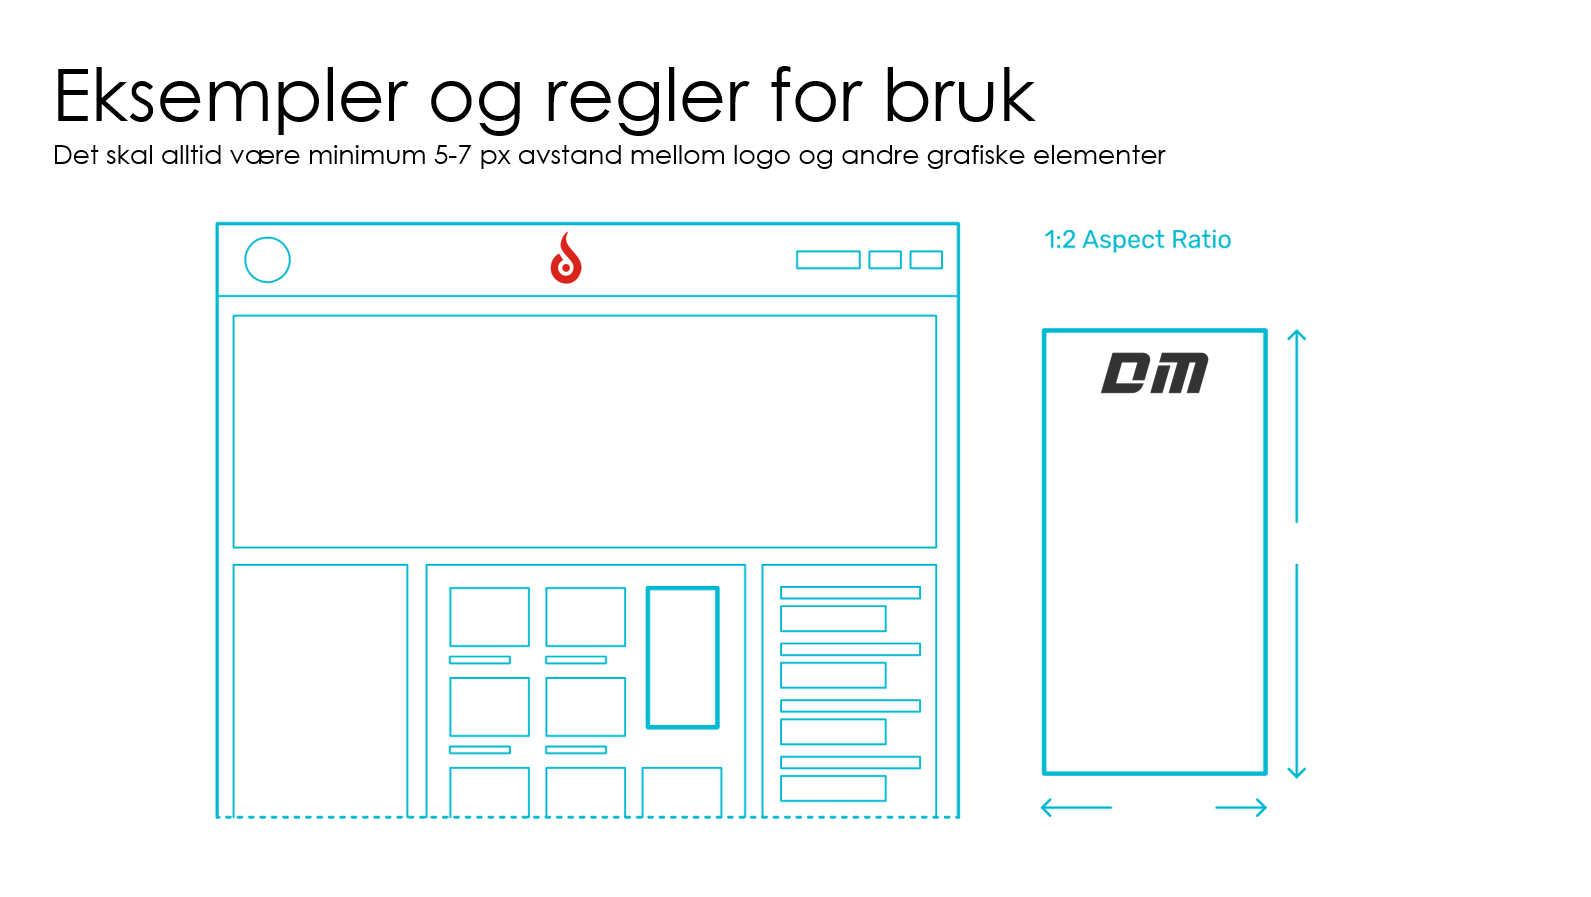 Eksempler og regler for bruk
Det skal alltid være minimum 5-7 px avstand mellom logo og andre grafiske elementer
1:2 Aspect Ratio
DM